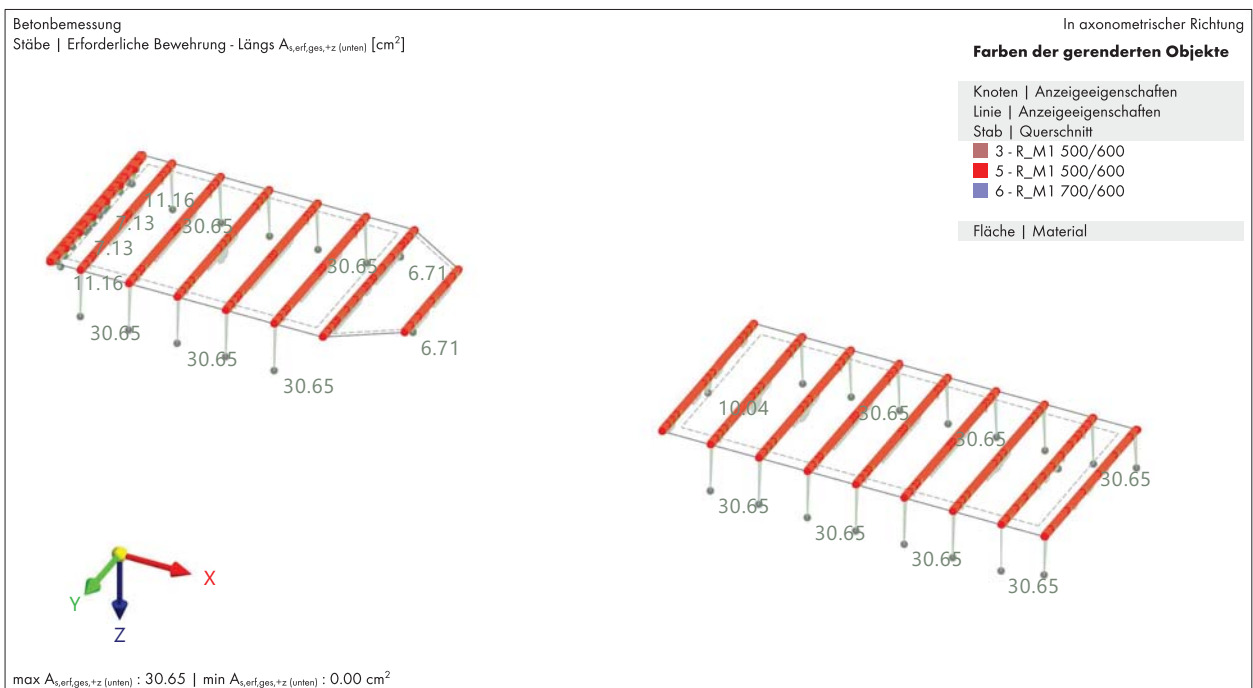 Betonbemessung
Stäbe | Erforderliche Bewehrung - Längs As,erf,ges,+z (unten) [cm²]
In axonometrischer Richtung
Farben der gerenderten Objekte
Knoten | Anzeigeeigenschaften
Linie | Anzeigeeigenschaften
Stab | Querschnitt
3 - R_M1 500/600
5 - R_M1 500/600
6 - R_M1 700/600
Fläche | Material
11.16
7.13
30.65
7.13
30.65
6.71
11.16
30.65
30.65
6.71
30.65
10.04
30.65
30.65
30.65
30.65
30.65
30.65
30.65
X
Y
Z
max As,erf,ges,+z (unten) : 30.65 | min As,erf,ges,+z (unten) : 0.00 cm²